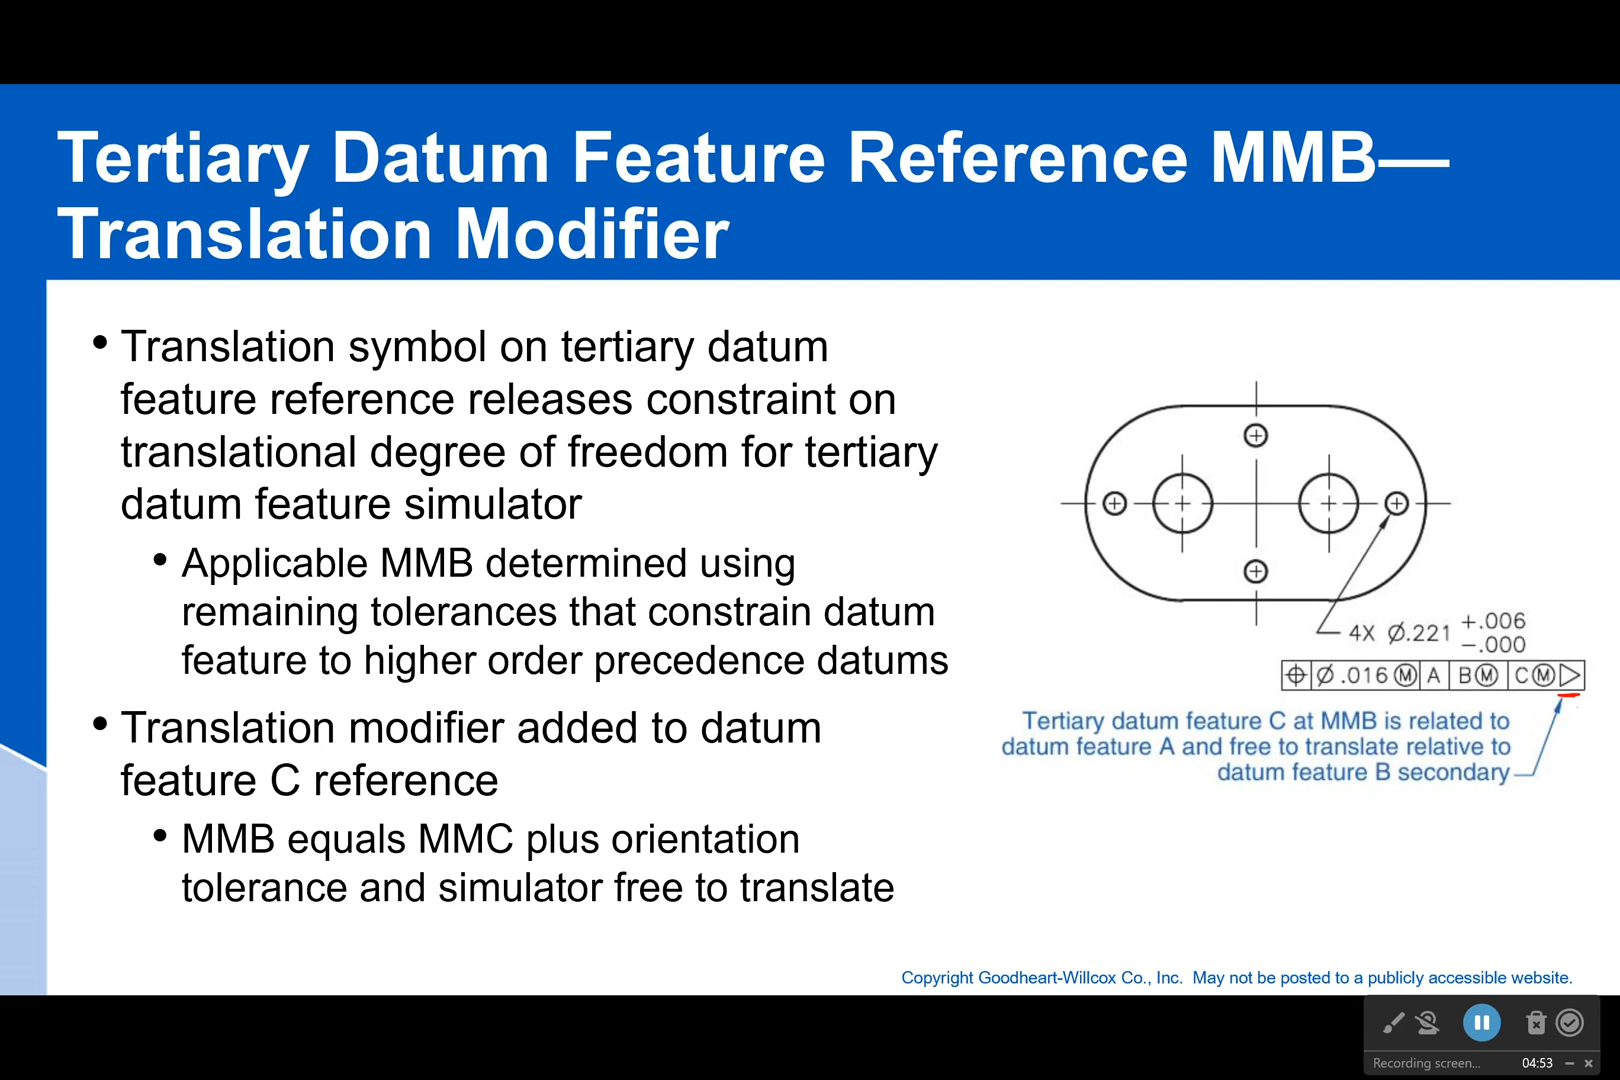 Tertiary Datum Feature Reference MMB—
Translation Modifier
• Translation symbol on tertiary datum
feature reference releases constraint on
translational degree of freedom for tertiary
datum feature simulator
• Applicable MMB determined using
remaining tolerances that constrain datum
feature to higher order precedence datums
• Translation modifier added to datum
feature C reference
• MMB equals MMC plus orientation
tolerance and simulator free to translate
4X Ø.221 +.006
−.000
⌖ Ø.016Ⓜ A BⓂ CⓂ▷
Tertiary datum feature C at MMB is related to
datum feature A and free to translate relative to
datum feature B secondary
Copyright Goodheart-Willcox Co., Inc. May not be posted to a publicly accessible website.
Recording screen... 04:53